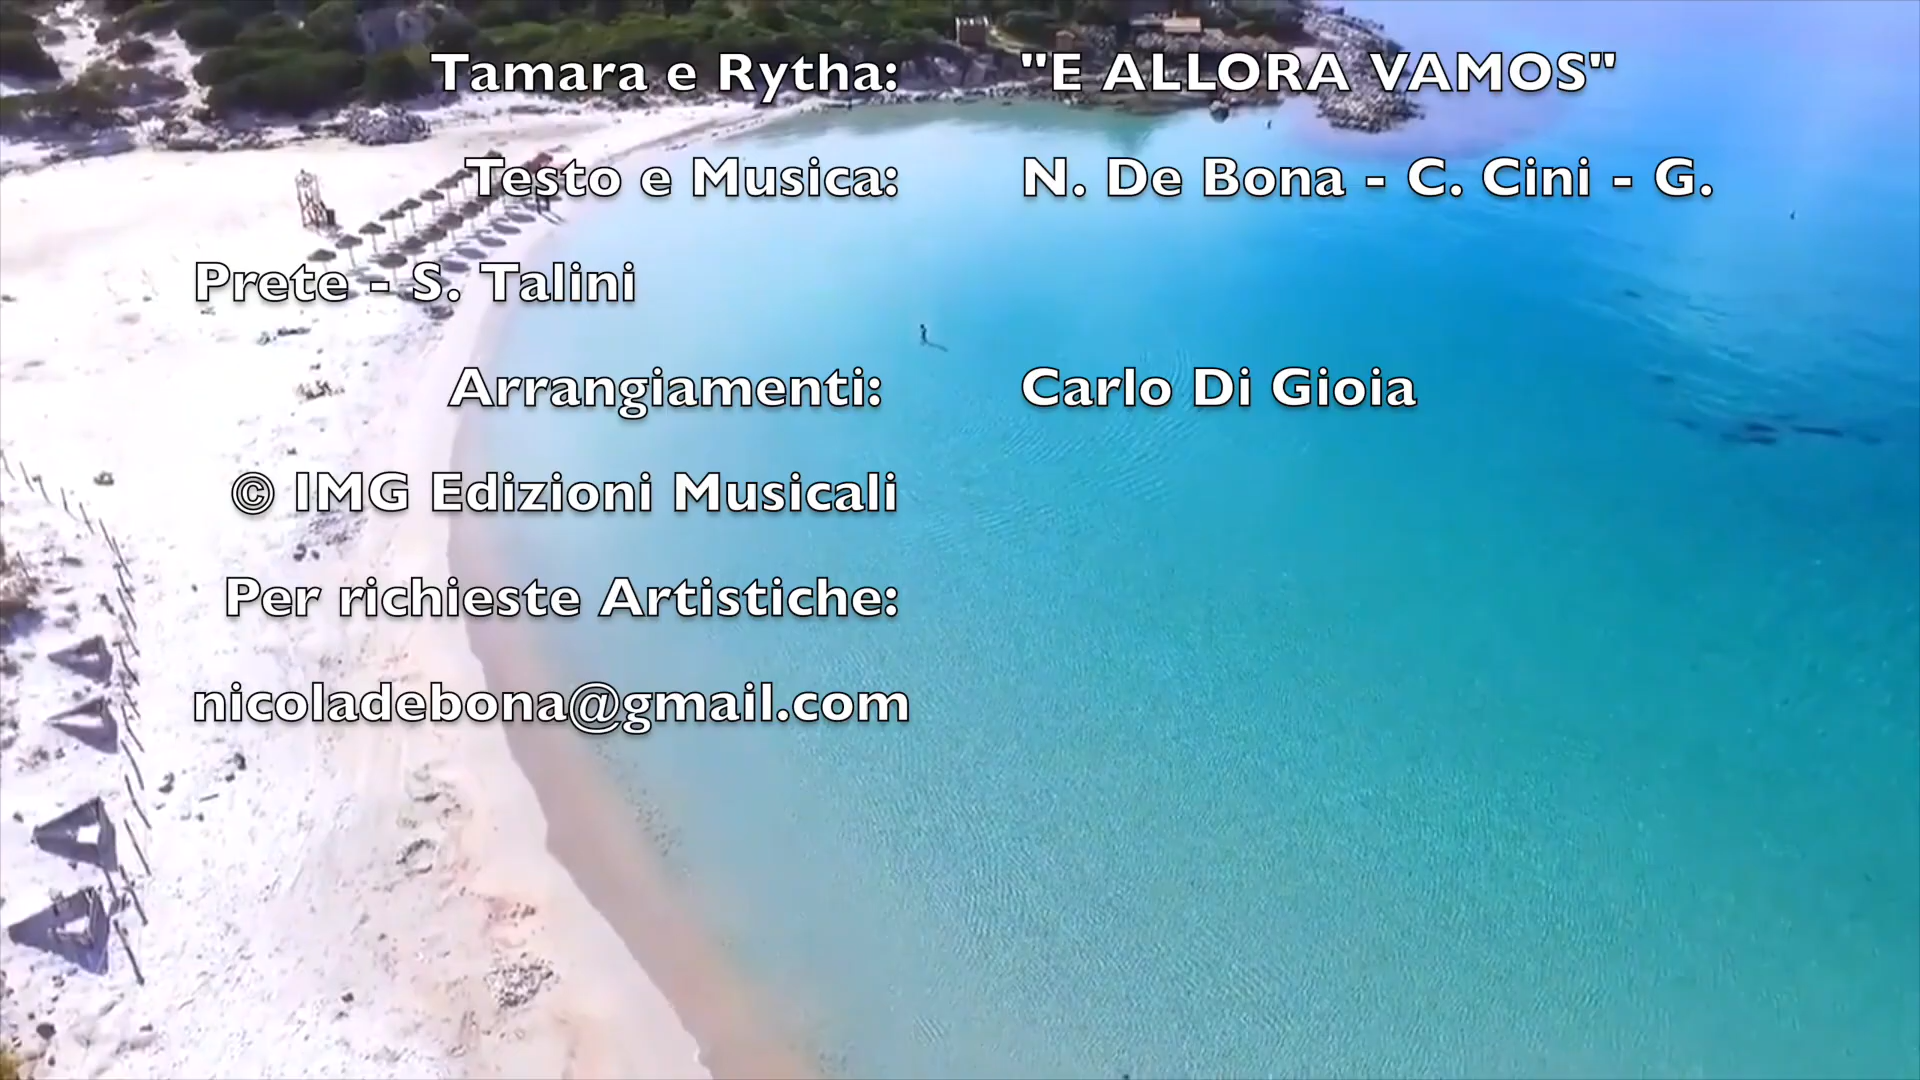 Tamara e Rytha: "E ALLORA VAMOS"
Testo e Musica: N. De Bona - C. Cini - G.
Prete - S. Talini
Arrangiamenti: Carlo Di Gioia
© IMG Edizioni Musicali
Per richieste Artistiche:
nicoladebona@gmail.com